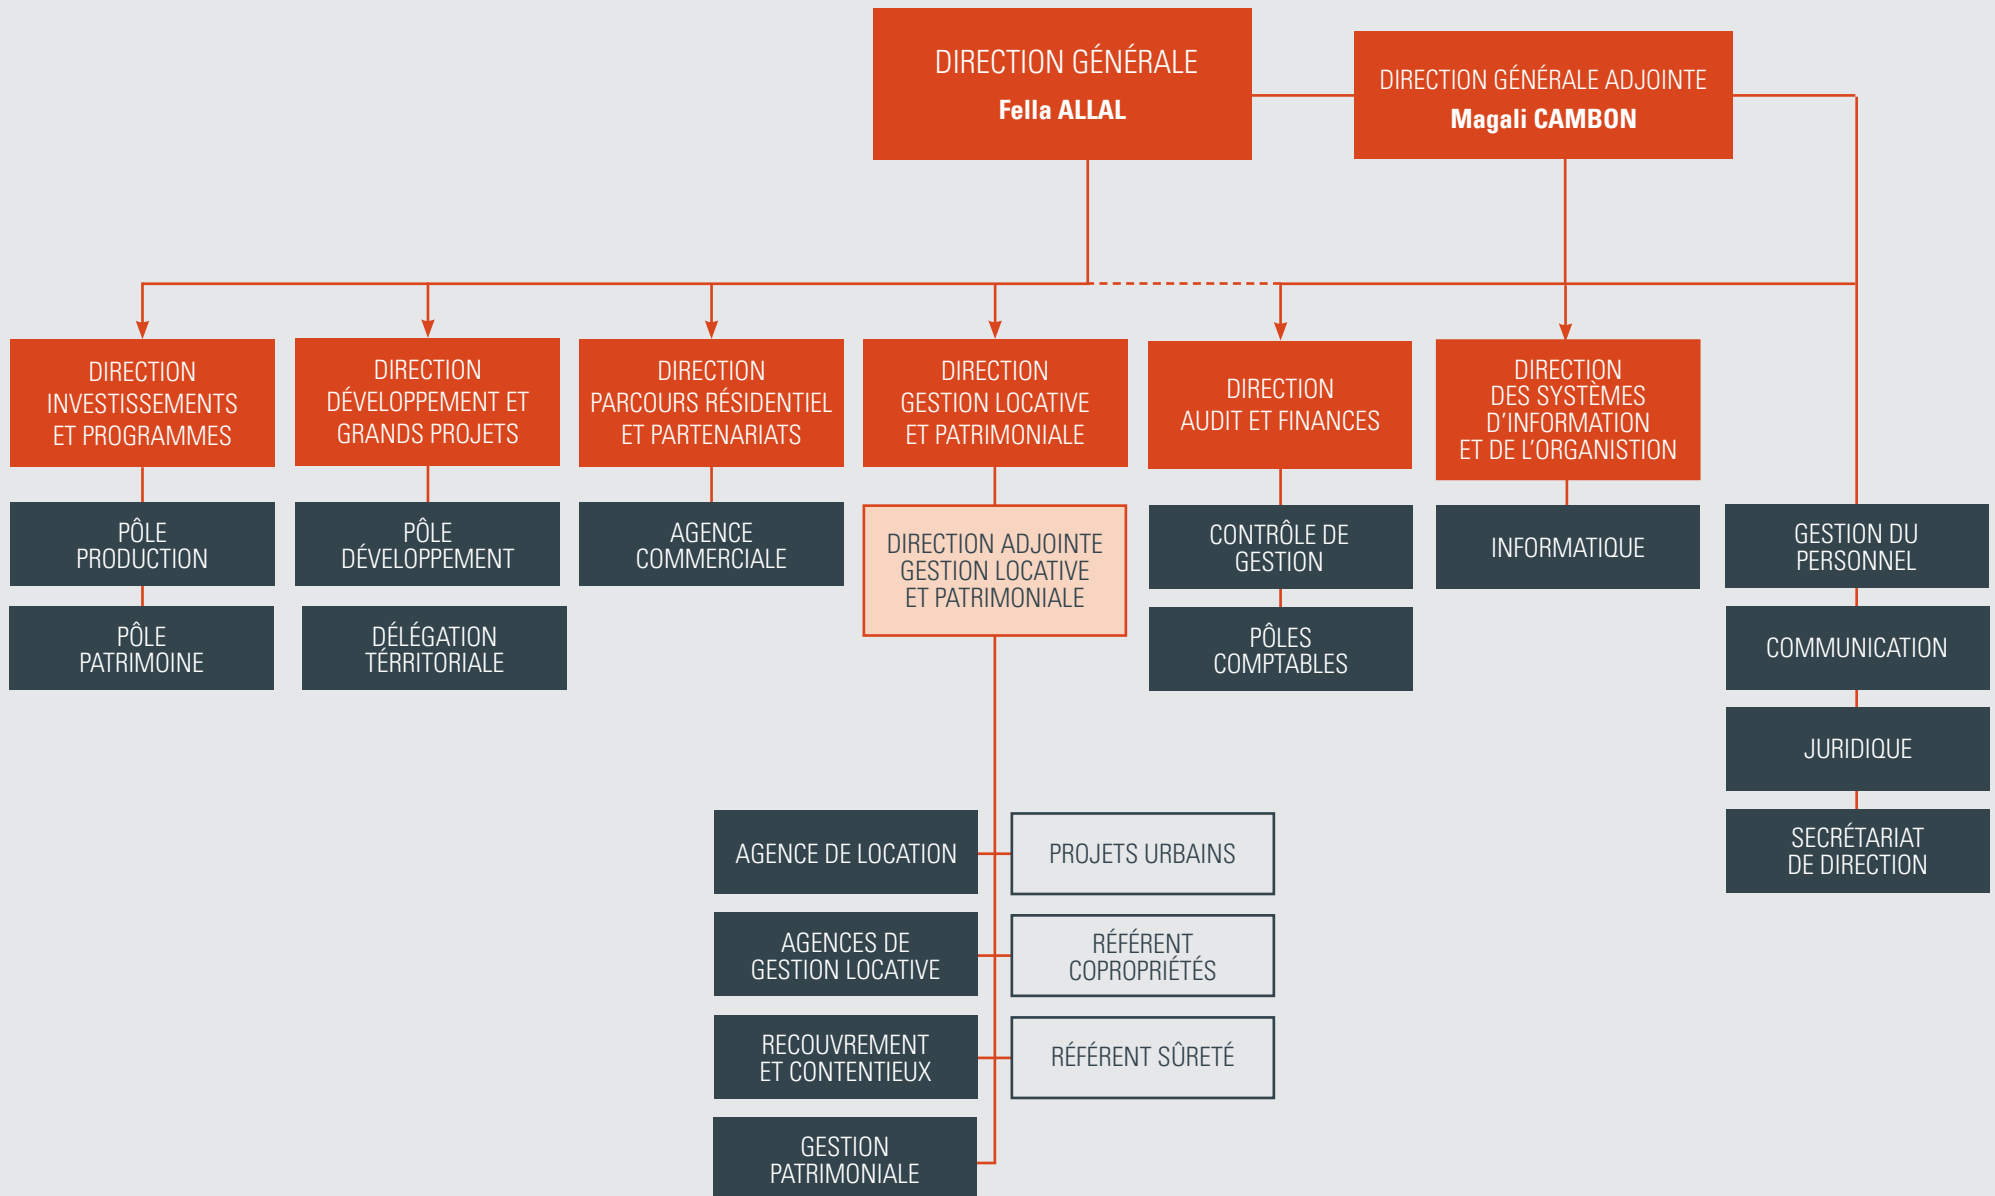 DIRECTION GÉNÉRALE
Fella ALLAL
DIRECTION GÉNÉRALE ADJOINTE
Magali CAMBON
DIRECTION
INVESTISSEMENTS
ET PROGRAMMES
DIRECTION
DÉVELOPPEMENT ET
GRANDS PROJETS
DIRECTION
PARCOURS RÉSIDENTIEL
ET PARTENARIATS
DIRECTION
GESTION LOCATIVE
ET PATRIMONIALE
DIRECTION
AUDIT ET FINANCES
DIRECTION
DES SYSTÈMES
D'INFORMATION
ET DE L'ORGANISTION
PÔLE
PRODUCTION
PÔLE
DÉVELOPPEMENT
AGENCE
COMMERCIALE
DIRECTION ADJOINTE
GESTION LOCATIVE
ET PATRIMONIALE
CONTRÔLE DE
GESTION
INFORMATIQUE
GESTION DU
PERSONNEL
PÔLE
PATRIMOINE
DÉLÉGATION
TÉRRITORIALE
PÔLES
COMPTABLES
COMMUNICATION
JURIDIQUE
SECRÉTARIAT
DE DIRECTION
AGENCE DE LOCATION
PROJETS URBAINS
AGENCES DE
GESTION LOCATIVE
RÉFÉRENT
COPROPRIÉTÉS
RECOUVREMENT
ET CONTENTIEUX
RÉFÉRENT SÛRETÉ
GESTION
PATRIMONIALE